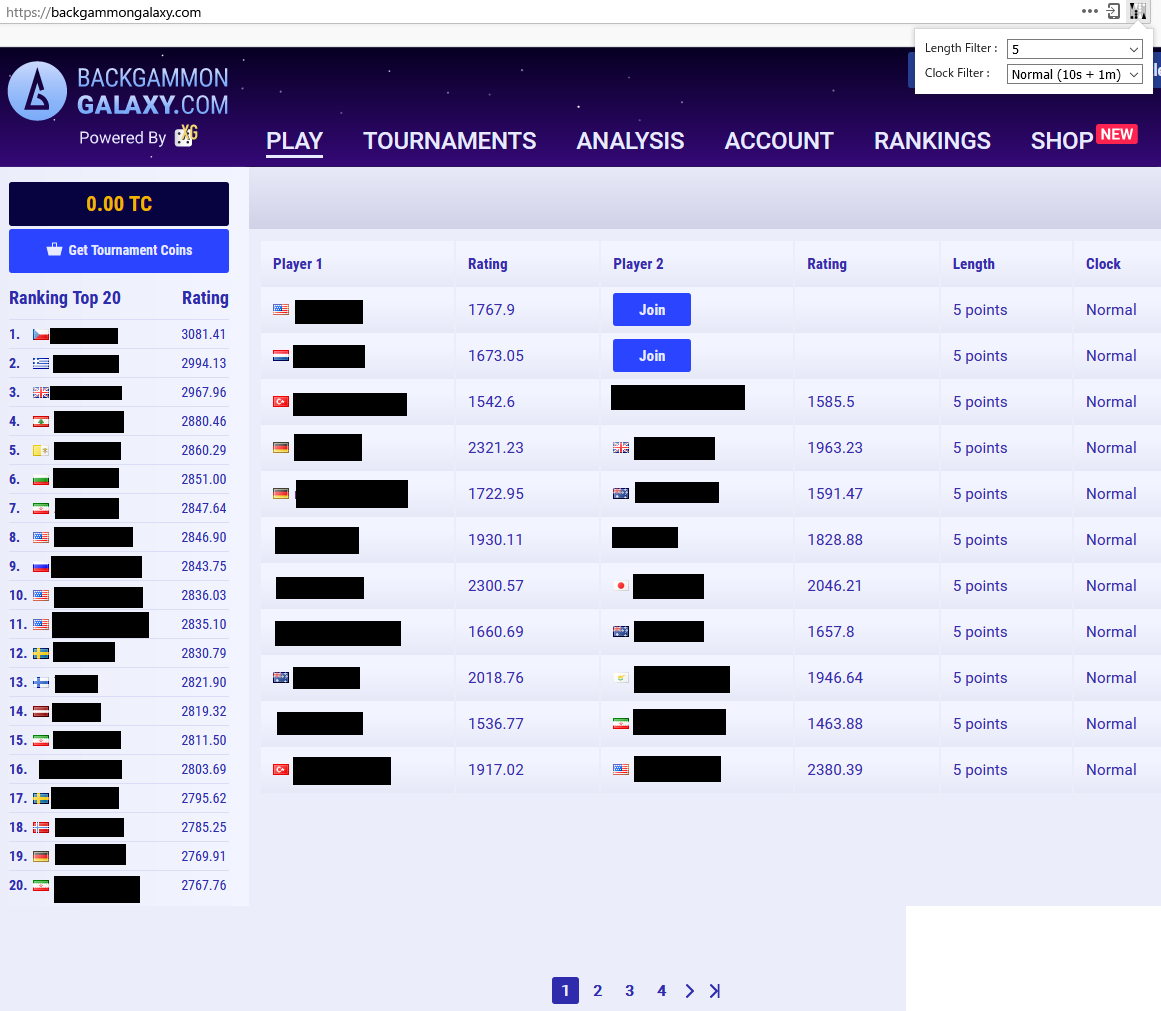 https://backgammongalaxy.com
Length Filter : 5
Clock Filter : Normal (10s + 1m)
BACKGAMMON
GALAXY.COM
Powered By XG
PLAY TOURNAMENTS ANALYSIS ACCOUNT RANKINGS SHOP NEW
0.00 TC
Get Tournament Coins
Ranking Top 20 Rating
1. 3081.41
2. 2994.13
3. 2967.96
4. 2880.46
5. 2860.29
6. 2851.00
7. 2847.64
8. 2846.90
9. 2843.75
10. 2836.03
11. 2835.10
12. 2830.79
13. 2821.90
14. 2819.32
15. 2811.50
16. 2803.69
17. 2795.62
18. 2785.25
19. 2769.91
20. 2767.76
Player 1 Rating Player 2 Rating Length Clock
1767.9 Join 5 points Normal
1673.05 Join 5 points Normal
1542.6 1585.5 5 points Normal
2321.23 1963.23 5 points Normal
1722.95 1591.47 5 points Normal
1930.11 1828.88 5 points Normal
2300.57 2046.21 5 points Normal
1660.69 1657.8 5 points Normal
2018.76 1946.64 5 points Normal
1536.77 1463.88 5 points Normal
1917.02 2380.39 5 points Normal
1 2 3 4